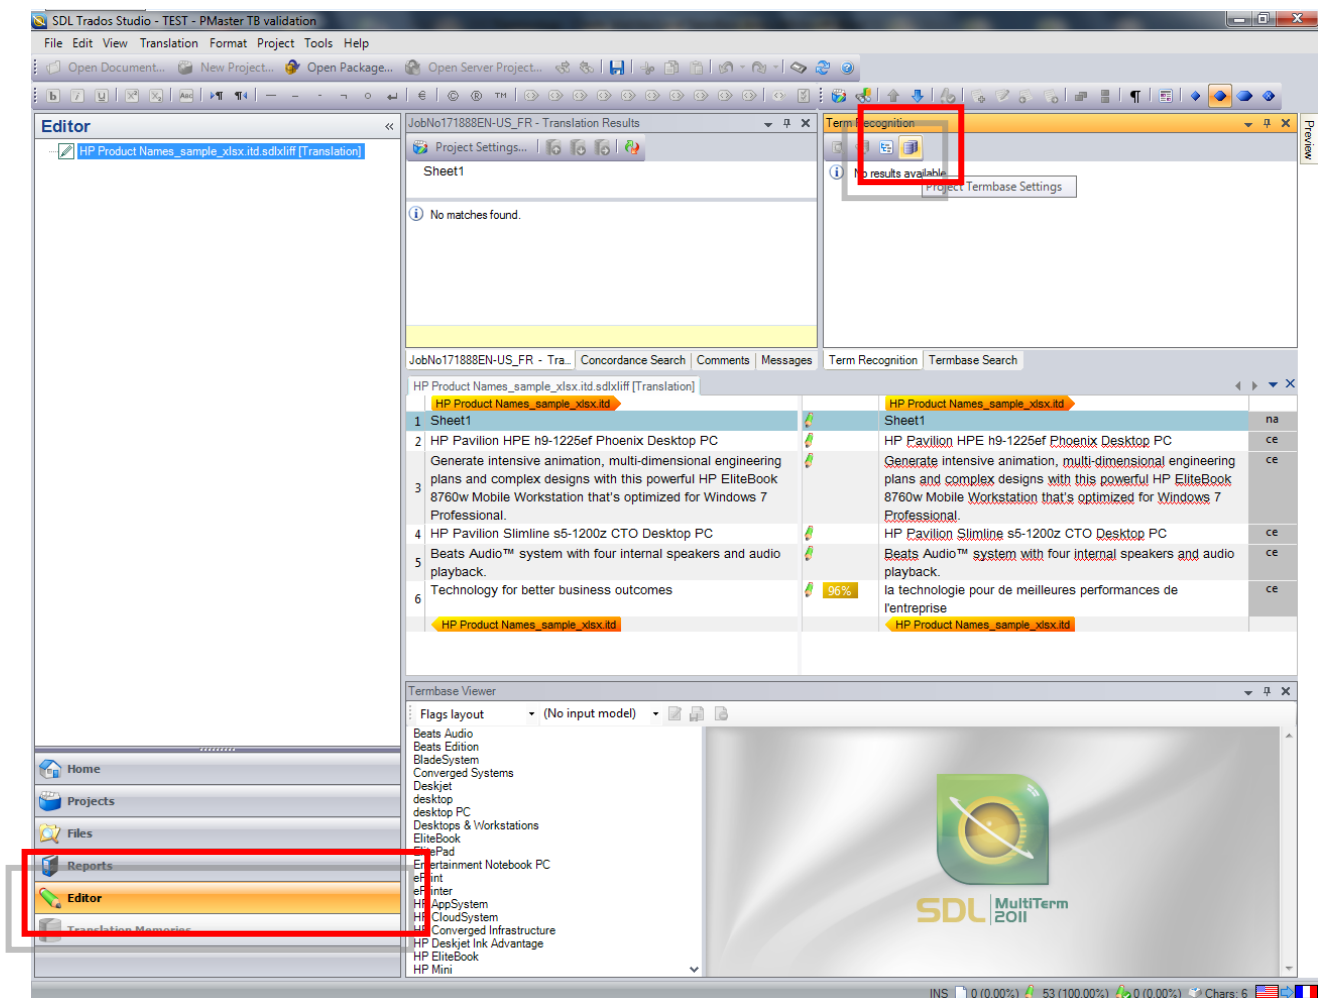 SDL Trados Studio - TEST - PMaster TB validation
File Edit View Translation Format Project Tools Help
Open Document... New Project... Open Package... Open Server Project...
Editor
HP Product Names_sample_xlsx.itd.sdlxliff [Translation]
JobNo171888EN-US_FR - Translation Results
Project Settings...
Sheet1
No matches found.
Term Recognition
No results available
Project Termbase Settings
Preview
JobNo171888EN-US_FR - Tra... Concordance Search Comments Messages
Term Recognition Termbase Search
HP Product Names_sample_xlsx.itd.sdlxliff [Translation]
HP Product Names_sample_xlsx.itd HP Product Names_sample_xlsx.itd
1 Sheet1 Sheet1 na
2 HP Pavilion HPE h9-1225ef Phoenix Desktop PC HP Pavilion HPE h9-1225ef Phoenix Desktop PC ce
3 Generate intensive animation, multi-dimensional engineering
plans and complex designs with this powerful HP EliteBook
8760w Mobile Workstation that's optimized for Windows 7
Professional.
Generate intensive animation, multi-dimensional engineering ce
plans and complex designs with this powerful HP EliteBook
8760w Mobile Workstation that's optimized for Windows 7
Professional.
4 HP Pavilion Slimline s5-1200z CTO Desktop PC HP Pavilion Slimline s5-1200z CTO Desktop PC ce
5 Beats Audio™ system with four internal speakers and audio
playback.
Beats Audio™ system with four internal speakers and audio ce
playback.
6 Technology for better business outcomes 96% la technologie pour de meilleures performances de ce
l'entreprise
HP Product Names_sample_xlsx.itd HP Product Names_sample_xlsx.itd
Termbase Viewer
Flags layout (No input model)
Beats Audio
Beats Edition
BladeSystem
Converged Systems
Deskjet
desktop
desktop PC
Desktops & Workstations
EliteBook
ElitePad
Entertainment Notebook PC
ePrint
ePrinter
HP AppSystem
HP CloudSystem
HP Converged Infrastructure
HP Deskjet Ink Advantage
HP EliteBook
HP Mini
SDL MultiTerm
2011
Home
Projects
Files
Reports
Editor
Translation Memories
INS 0 (0.00%) 53 (100.00%) 0 (0.00%) Chars: 6